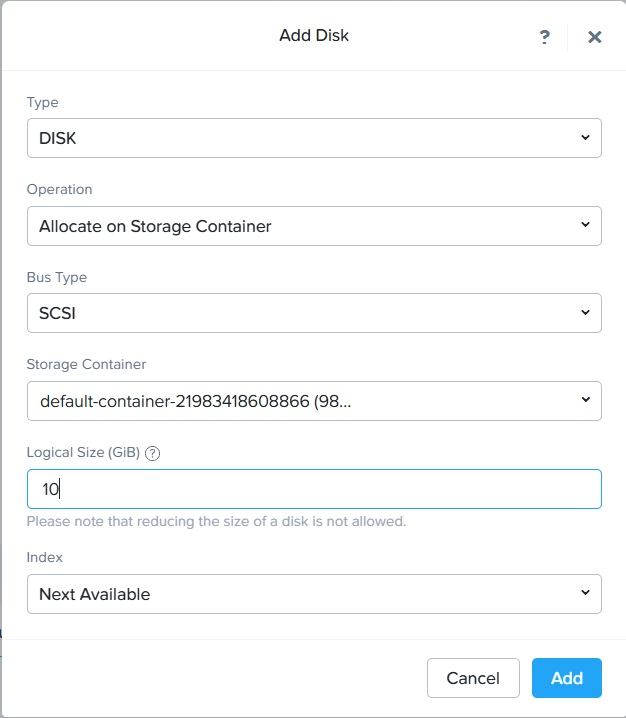 Add Disk
?
Type
DISK
Operation
Allocate on Storage Container
Bus Type
SCSI
Storage Container
default-container-21983418608866 (98...
Logical Size (GiB) ?
10
Please note that reducing the size of a disk is not allowed.
Index
Next Available
Cancel Add